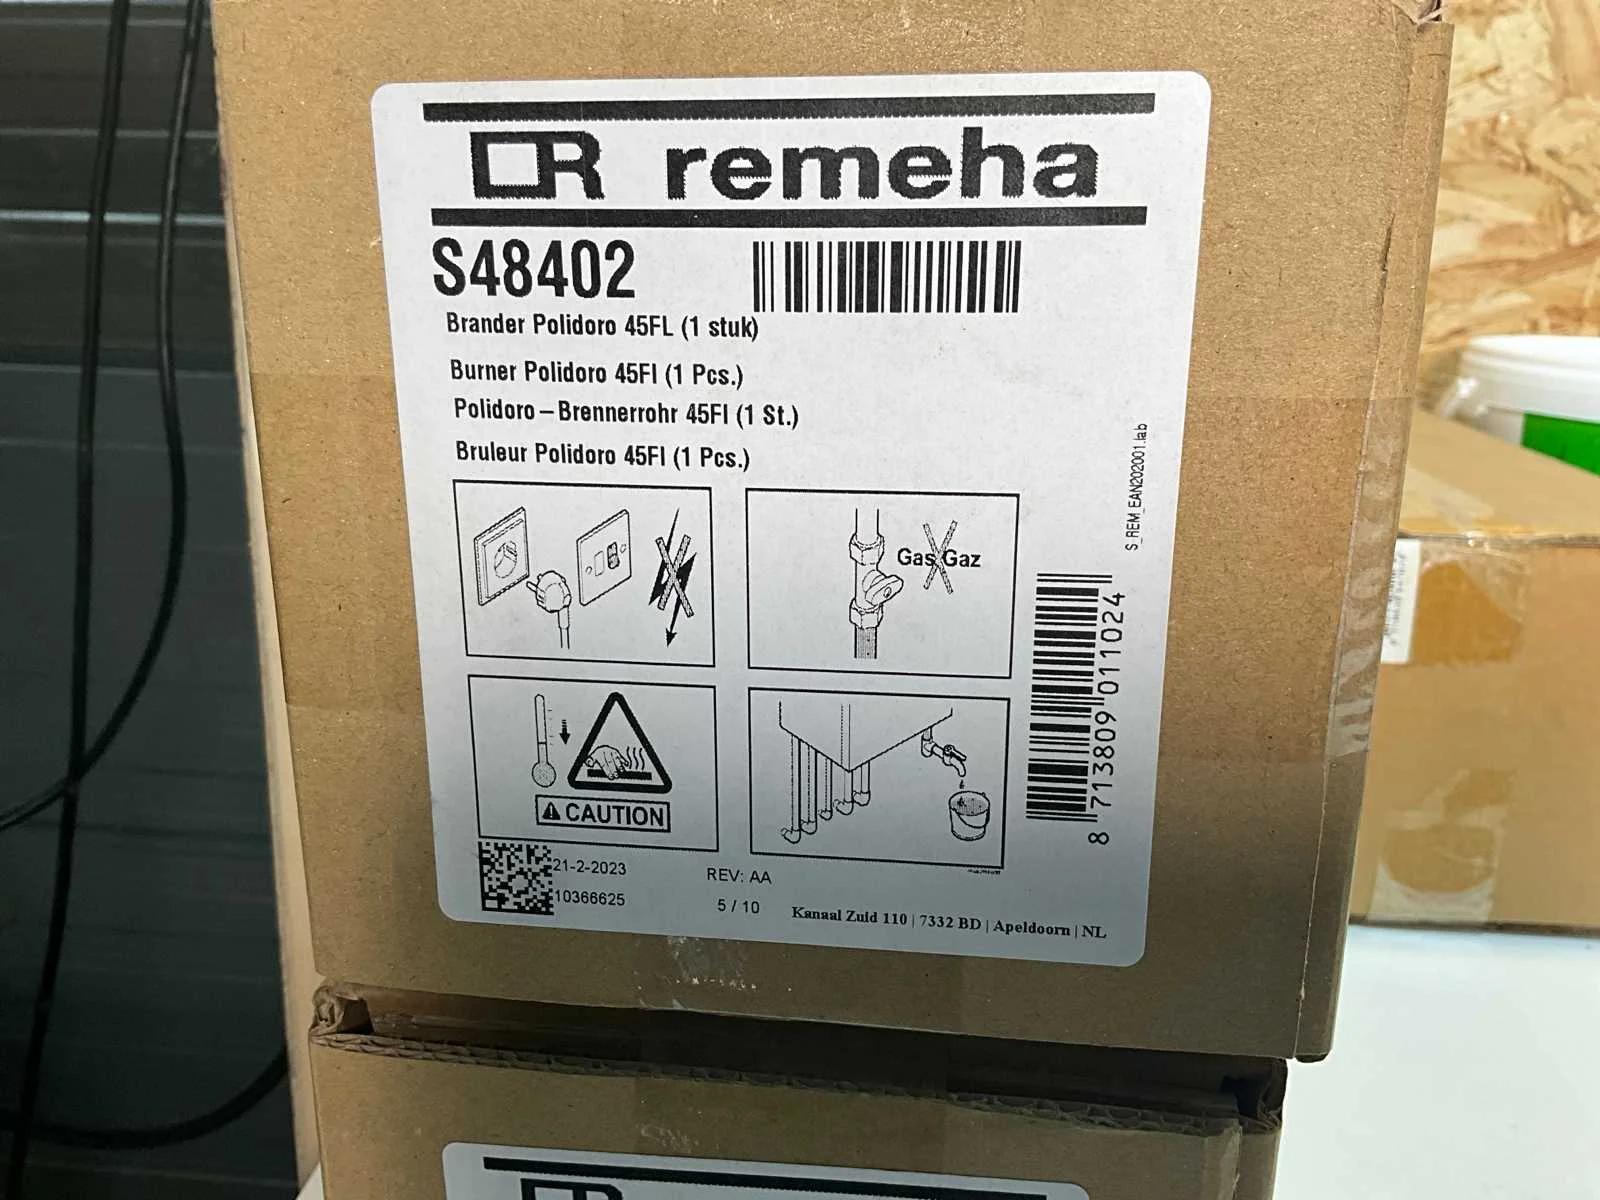 remeha
S48402
Brander Polidoro 45FL (1 stuk)
Burner Polidoro 45Fl (1 Pcs.)
Polidoro – Brennerrohr 45Fl (1 St.)
Bruleur Polidoro 45Fl (1 Pcs.)
S_REM_EAN202001.lab
Gas Gaz
8 713809 011024
CAUTION
21-2-2023
10366625
REV: AA
5 / 10
Kanaal Zuid 110 | 7332 BD | Apeldoorn | NL